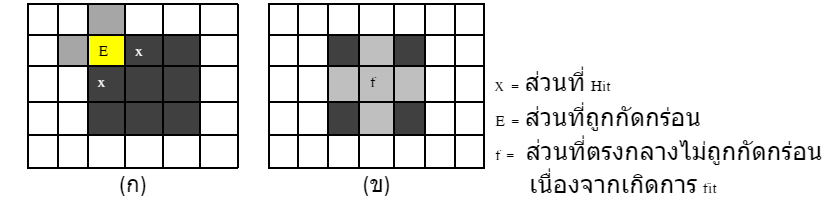 E x
x
f
x = ส่วนที่ Hit
E = ส่วนที่ถูกกัดกร่อน
f = ส่วนที่ตรงกลางไม่ถูกกัดกร่อน
เนื่องจากเกิดการ fit
(ก) (ข)